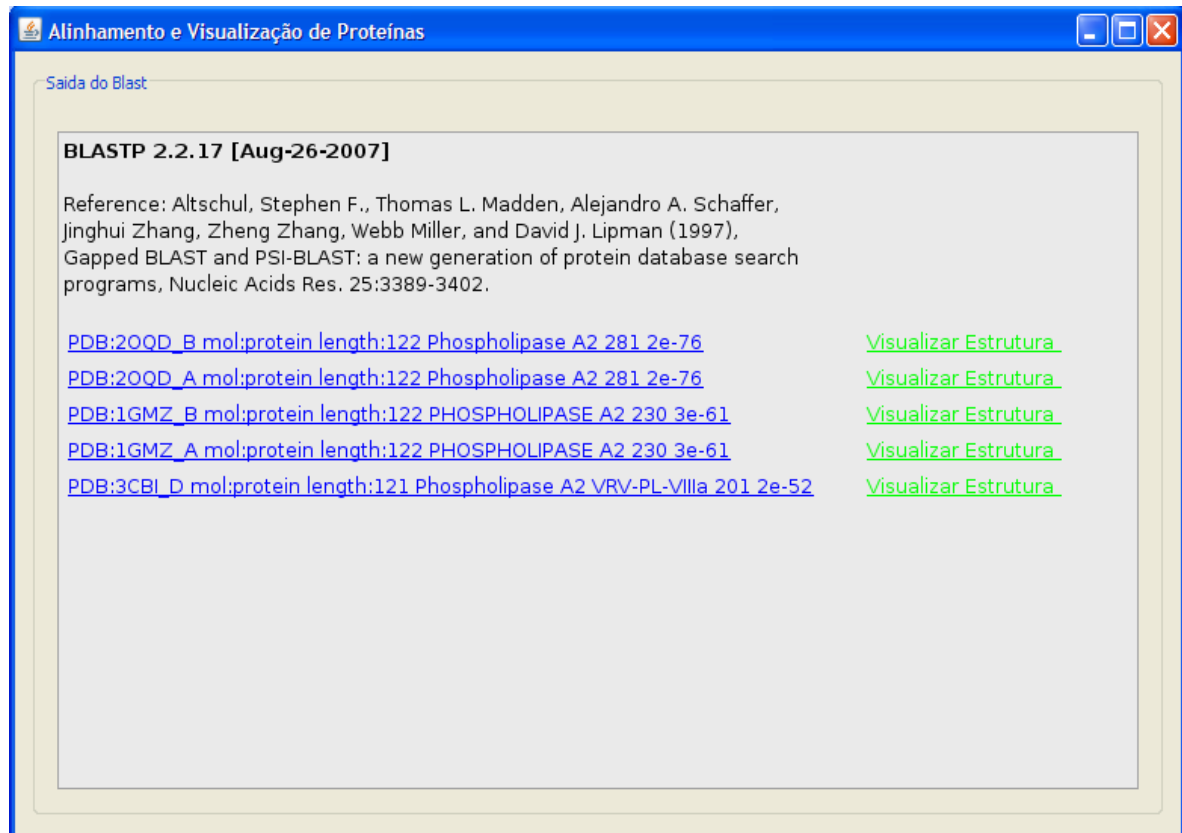 Alinhamento e Visualização de Proteínas
Saida do Blast
BLASTP 2.2.17 [Aug-26-2007]
Reference: Altschul, Stephen F., Thomas L. Madden, Alejandro A. Schaffer,
Jinghui Zhang, Zheng Zhang, Webb Miller, and David J. Lipman (1997),
Gapped BLAST and PSI-BLAST: a new generation of protein database search
programs, Nucleic Acids Res. 25:3389-3402.
PDB:2OQD_B mol:protein length:122 Phospholipase A2 281 2e-76 Visualizar Estrutura
PDB:2OQD_A mol:protein length:122 Phospholipase A2 281 2e-76 Visualizar Estrutura
PDB:1GMZ_B mol:protein length:122 PHOSPHOLIPASE A2 230 3e-61 Visualizar Estrutura
PDB:1GMZ_A mol:protein length:122 PHOSPHOLIPASE A2 230 3e-61 Visualizar Estrutura
PDB:3CBI_D mol:protein length:121 Phospholipase A2 VRV-PL-VIIIa 201 2e-52 Visualizar Estrutura